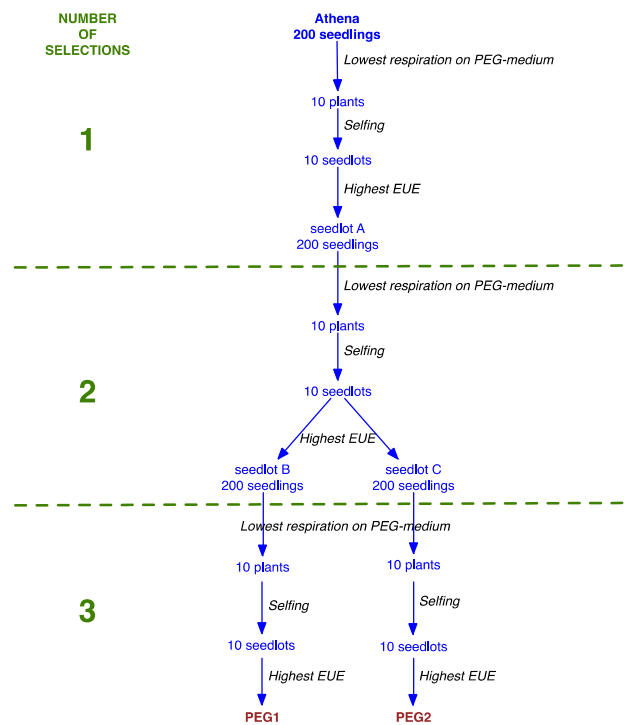 NUMBER
OF
SELECTIONS
Athena
200 seedlings
Lowest respiration on PEG-medium
10 plants
1
Selfing
10 seedlots
Highest EUE
seedlot A
200 seedlings
Lowest respiration on PEG-medium
10 plants
Selfing
2
10 seedlots
Highest EUE
seedlot B
200 seedlings
seedlot C
200 seedlings
Lowest respiration on PEG-medium
10 plants
10 plants
3
Selfing
Selfing
10 seedlots
10 seedlots
Highest EUE
Highest EUE
PEG1
PEG2